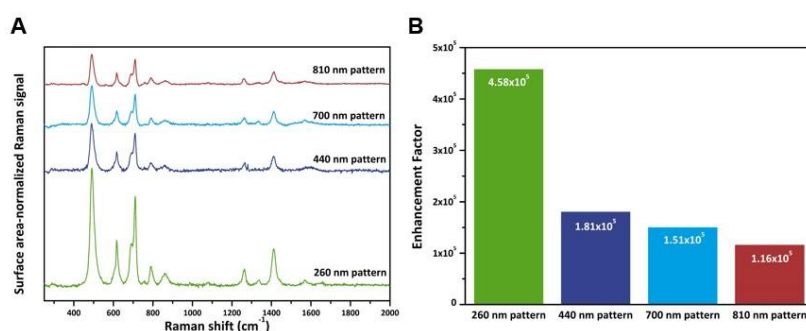 A
Surface area-normalized Raman signal
810 nm pattern
700 nm pattern
440 nm pattern
260 nm pattern
400 600 800 1000 1200 1400 1600 1800 2000
Raman shift (cm⁻¹)
B
Enhancement Factor
5x10⁵
4x10⁵
3x10⁵
2x10⁵
1x10⁵
0
4.58x10⁵
1.81x10⁵
1.51x10⁵
1.16x10⁵
260 nm pattern 440 nm pattern 700 nm pattern 810 nm pattern